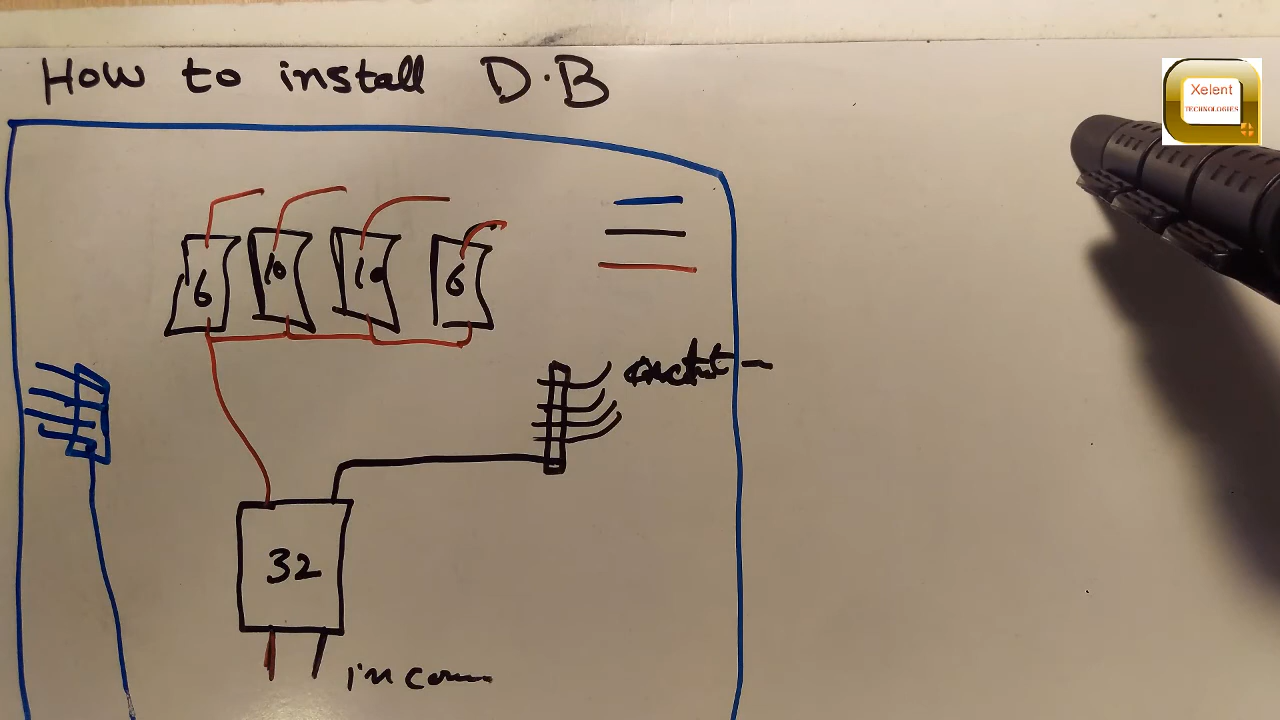 How to install D.B
Xelent
TECHNOLOGIES
6 10 10 6
32